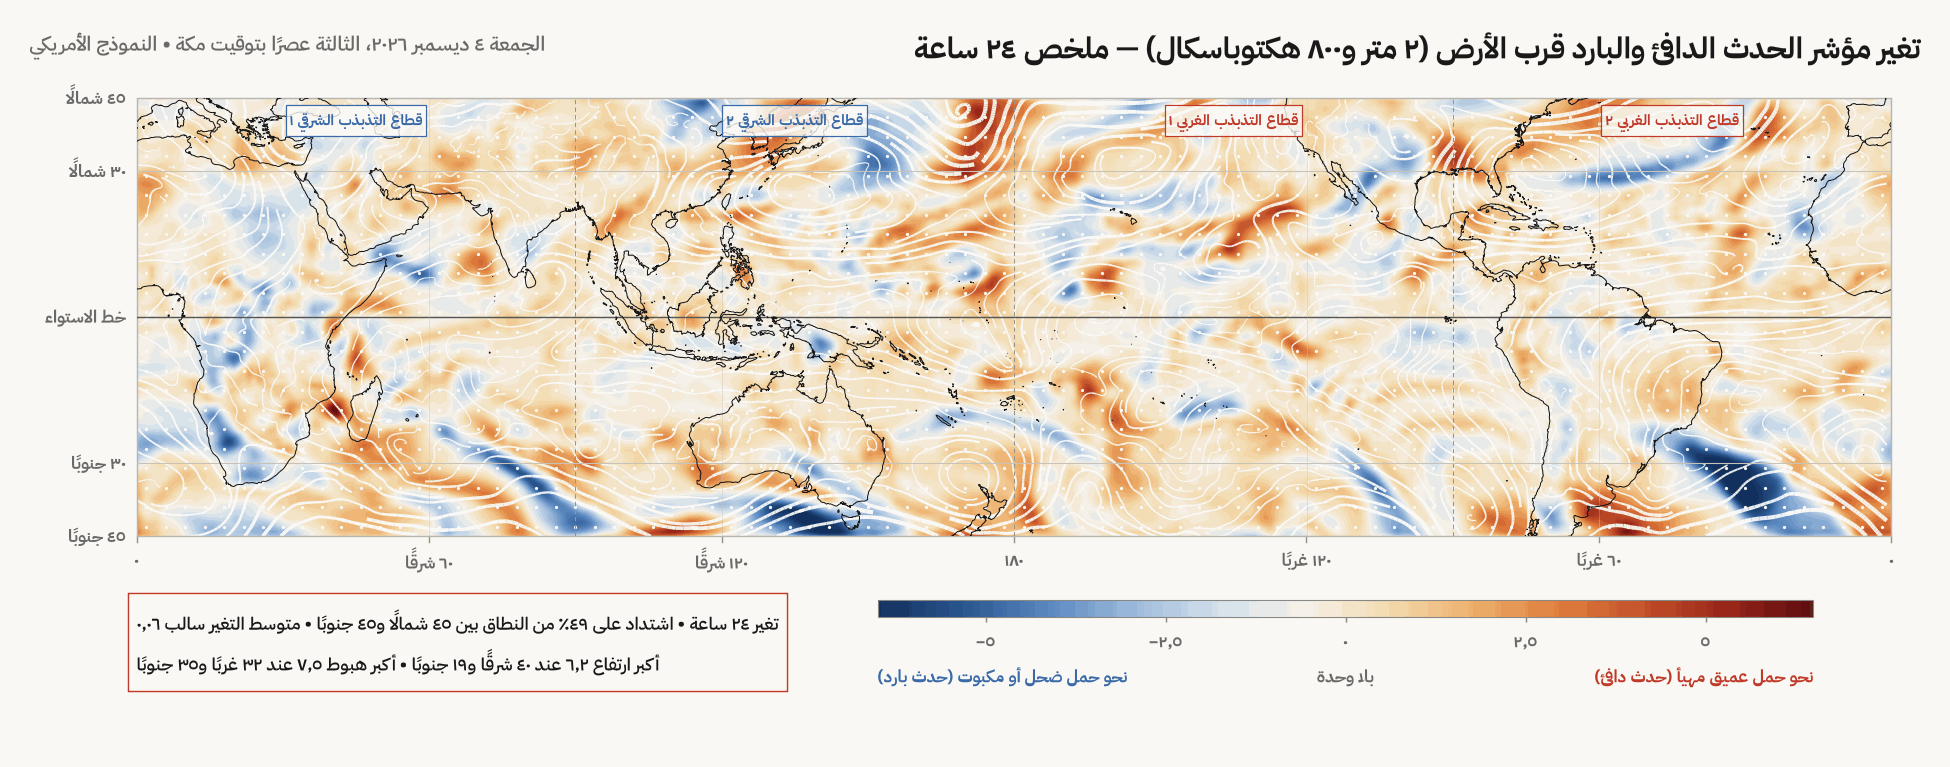 تغير مؤشر الحدث الدافئ والبارد قرب الأرض (٢ متر و٨٠٠ هكتوباسكال) — ملخص ٢٤ ساعة
الجمعة ٤ ديسمبر ٢٠٢٦، الثالثة عصرًا بتوقيت مكة • النموذج الأمريكي
٤٥ شمالًا
٣٠ شمالًا
خط الاستواء
٣٠ جنوبًا
٤٥ جنوبًا
قطاع التذبذب الشرقي ١
قطاع التذبذب الشرقي ٢
قطاع التذبذب الغربي ١
قطاع التذبذب الغربي ٢
٠
٦٠ شرقًا
١٢٠ شرقًا
١٨٠
١٢٠ غربًا
٦٠ غربًا
٠
تغير ٢٤ ساعة • اشتداد على ٤٩٪ من النطاق بين ٤٥ شمالًا و٤٥ جنوبًا • متوسط التغير سالب ٠,٠٦
أكبر ارتفاع ٦,٢ عند ٤٠ شرقًا و١٩ جنوبًا • أكبر هبوط ٧,٥ عند ٣٢ غربًا و٣٥ جنوبًا
−٥
−٢,٥
٠
٢,٥
٥
نحو حمل عميق مهيأ (حدث دافئ)
بلا وحدة
نحو حمل ضحل أو مكبوت (حدث بارد)